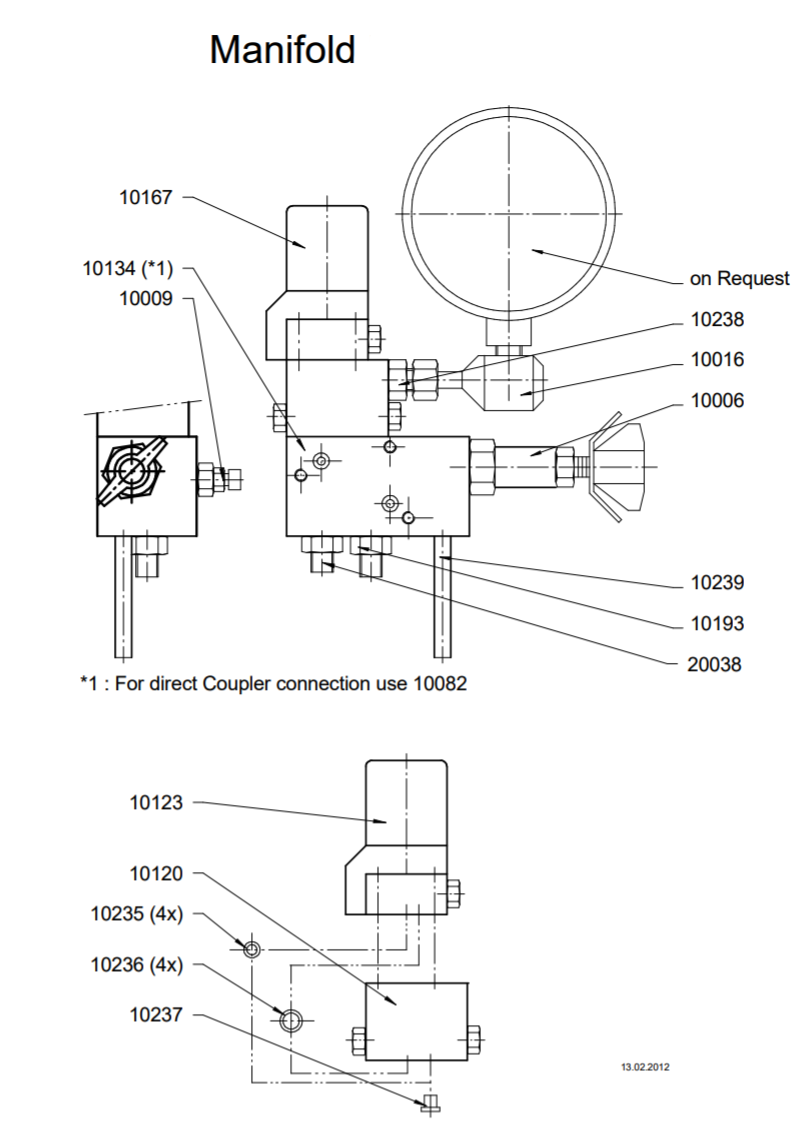 Manifold
10167
10134 (*1)
10009
on Request
10238
10016
10006
10239
10193
20038
*1 : For direct Coupler connection use 10082
10123
10120
10235 (4x)
10236 (4x)
10237
13.02.2012